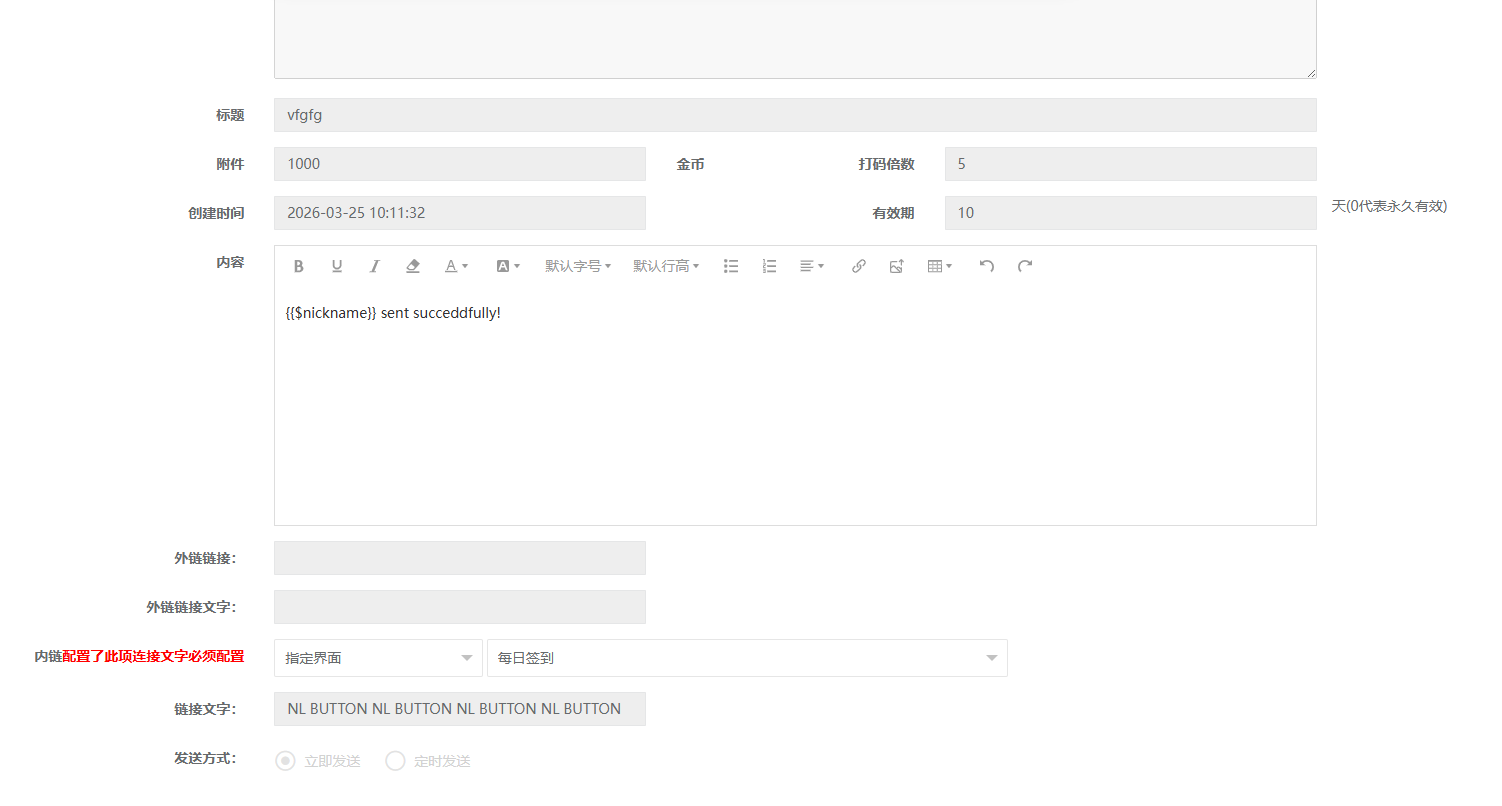 标题 vfgfg
附件 1000 金币 打码倍数 5
创建时间 2026-03-25 10:11:32 有效期 10 天(0代表永久有效)
内容 B U I A A 默认字号 默认行高
{{$nickname}} sent succeddfully!
外链链接：
外链链接文字：
内链配置了此项连接文字必须配置 指定界面 每日签到
链接文字： NL BUTTON NL BUTTON NL BUTTON NL BUTTON
发送方式： 立即发送 定时发送